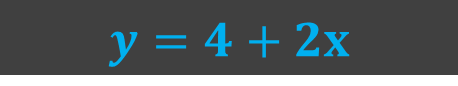 y = 4 + 2x